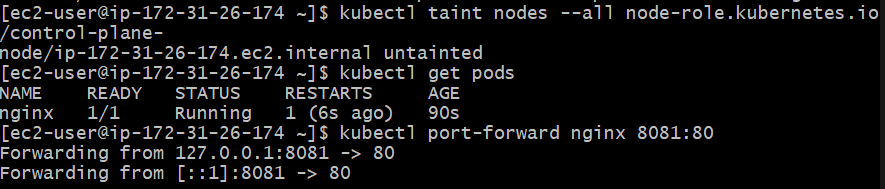 [ec2-user@ip-172-31-26-174 ~]$ kubectl taint nodes --all node-role.kubernetes.io
/control-plane-
node/ip-172-31-26-174.ec2.internal untainted
[ec2-user@ip-172-31-26-174 ~]$ kubectl get pods
NAME    READY   STATUS    RESTARTS     AGE
nginx   1/1     Running   1 (6s ago)   90s
[ec2-user@ip-172-31-26-174 ~]$ kubectl port-forward nginx 8081:80
Forwarding from 127.0.0.1:8081 -> 80
Forwarding from [::1]:8081 -> 80